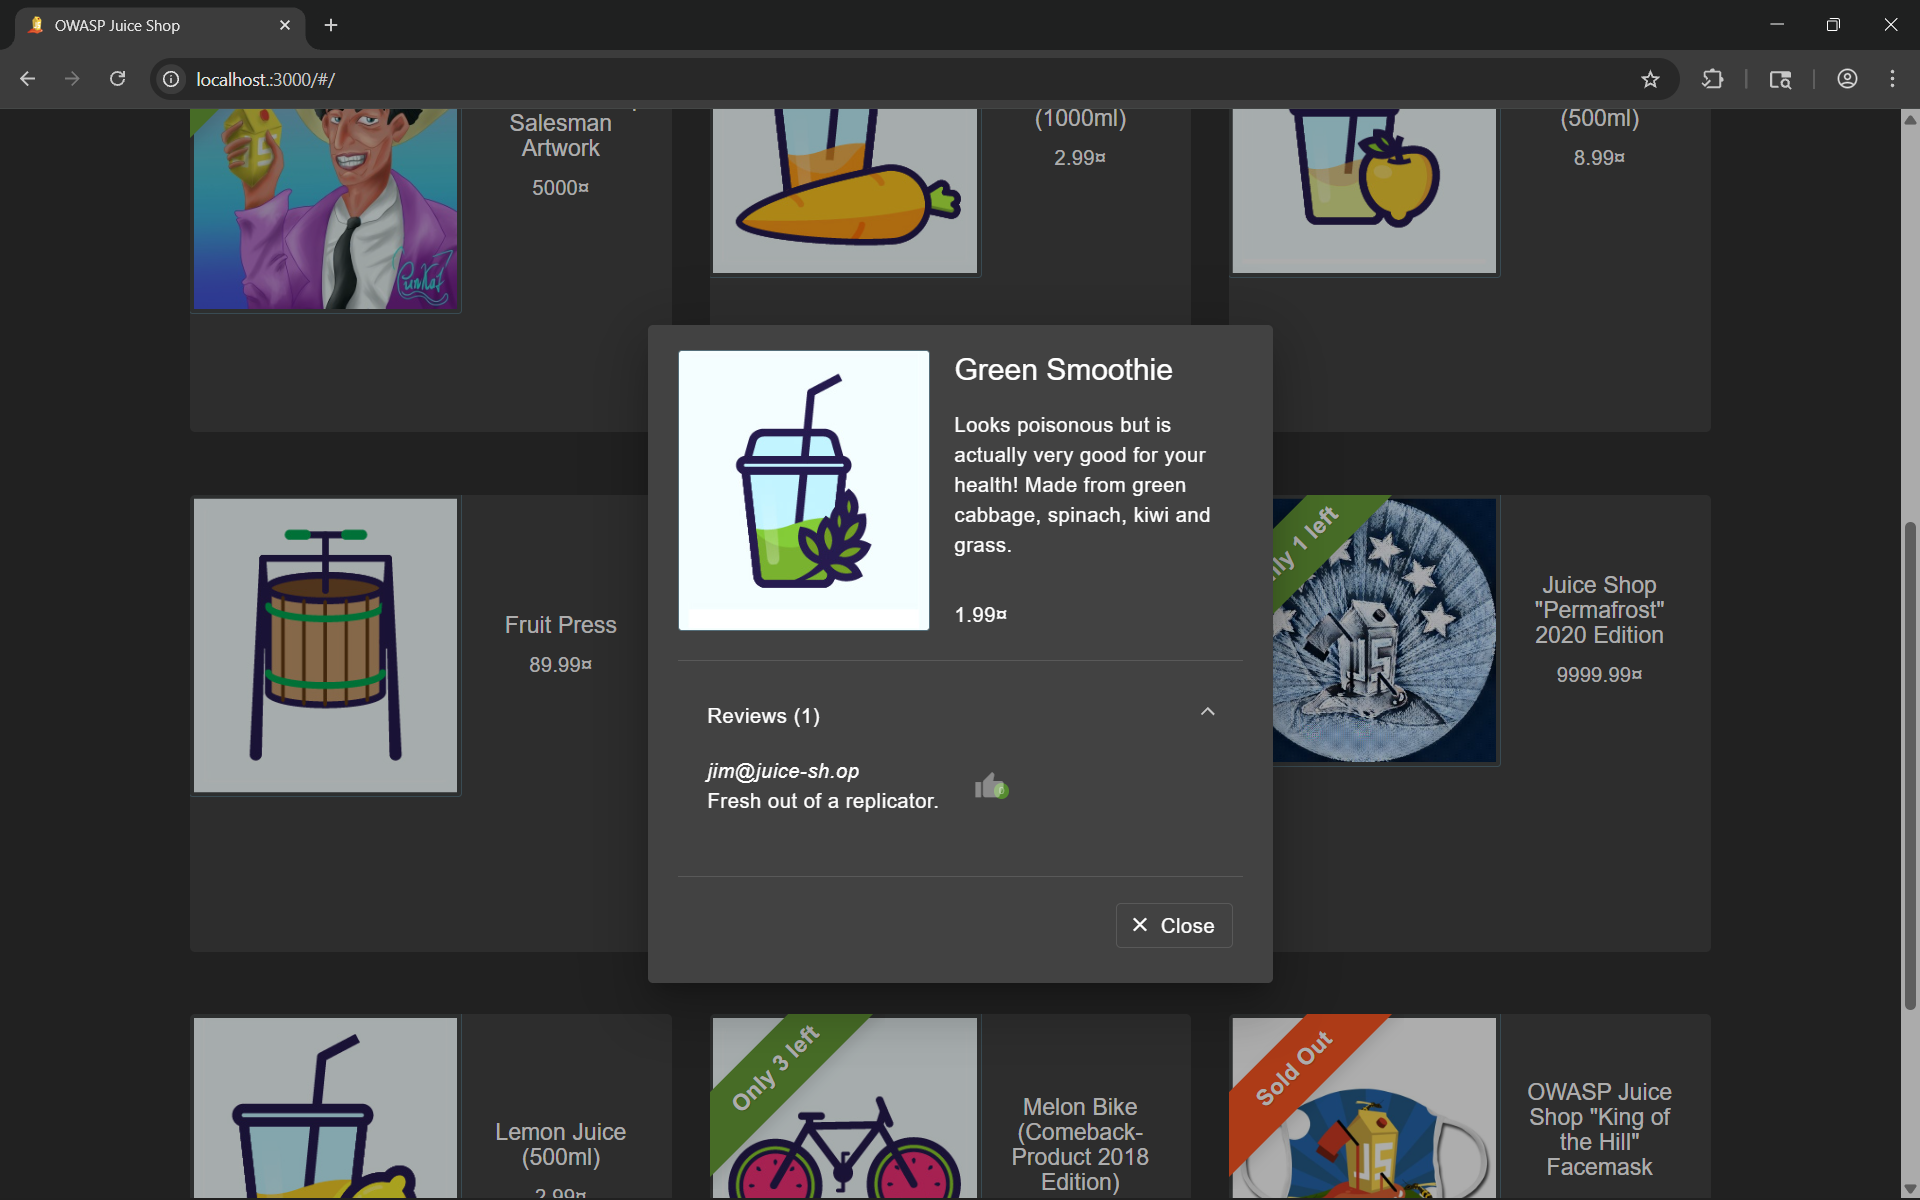 OWASP Juice Shop
localhost:3000/#/
Salesman
Artwork
5000¤
(1000ml)
2.99¤
(500ml)
8.99¤
Green Smoothie
Looks poisonous but is
actually very good for your
health! Made from green
cabbage, spinach, kiwi and
grass.
1.99¤
Reviews (1)
jim@juice-sh.op
Fresh out of a replicator.
0
Close
Fruit Press
89.99¤
1 left
JS
Juice Shop
"Permafrost"
2020 Edition
9999.99¤
Lemon Juice
(500ml)
2.99¤
Only 3 left
Melon Bike
(Comeback-
Product 2018
Edition)
Sold Out
JS
OWASP Juice
Shop "King of
the Hill"
Facemask